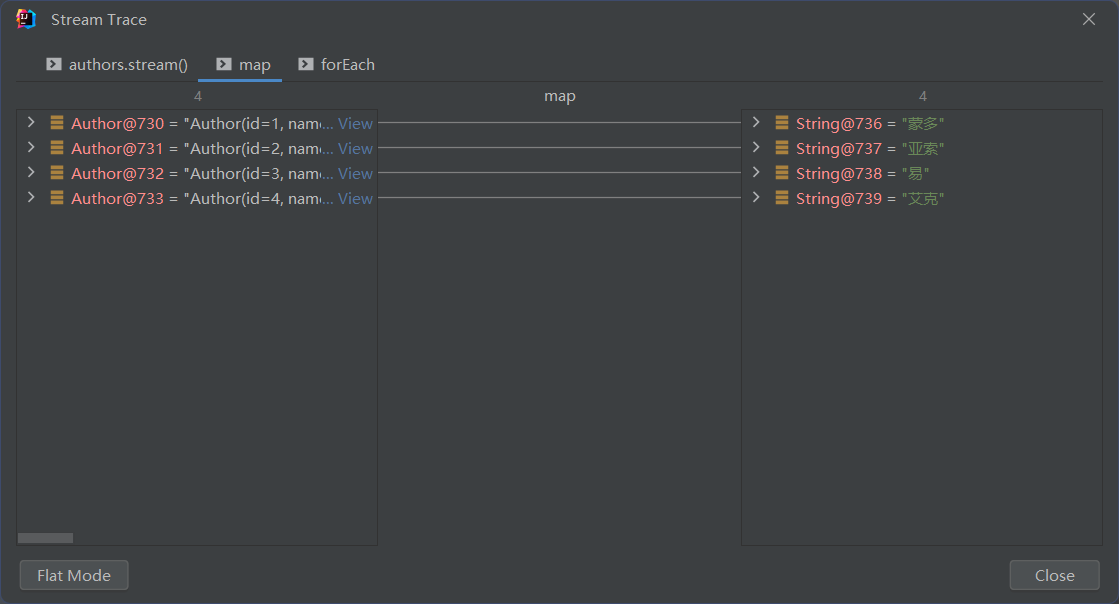 Stream Trace
authors.stream() map forEach
4 map 4
Author@730 = "Author(id=1, name... View String@736 = "蒙多"
Author@731 = "Author(id=2, name... View String@737 = "亚索"
Author@732 = "Author(id=3, name... View String@738 = "易"
Author@733 = "Author(id=4, name... View String@739 = "艾克"
Flat Mode Close